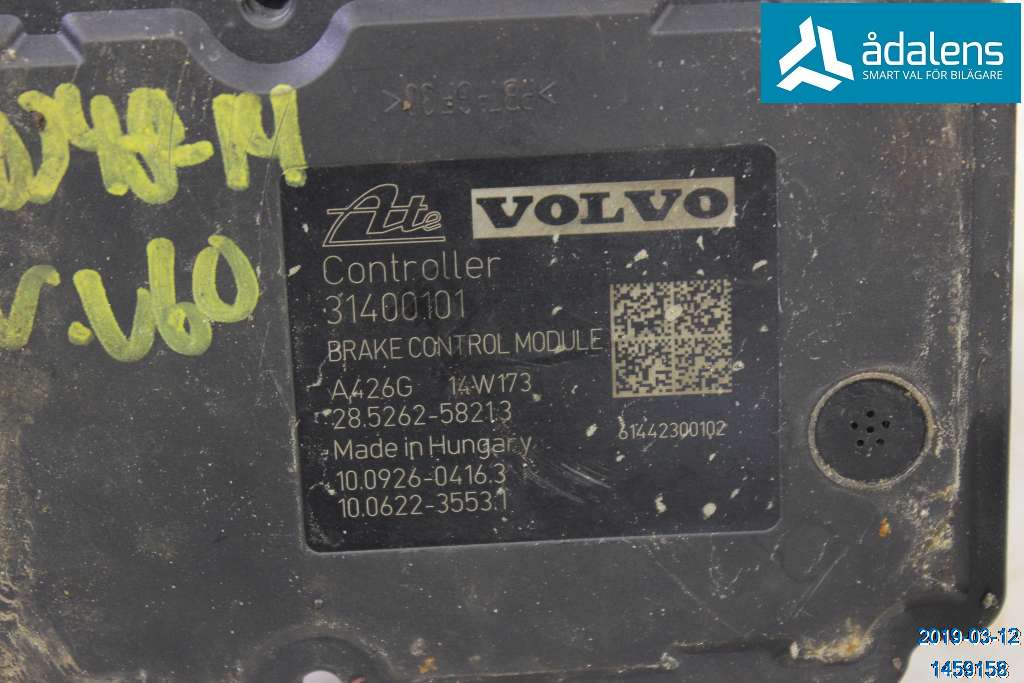 ådalens
SMART VAL FÖR BILÄGARE
V60
Ate VOLVO
Controller
31400101
BRAKE CONTROL MODULE
A426G 14W173
28.5262-5821.3
61442300102
Made in Hungary
10.0926-0416.3
10.0622-3553.1
2019-03-12
1459158